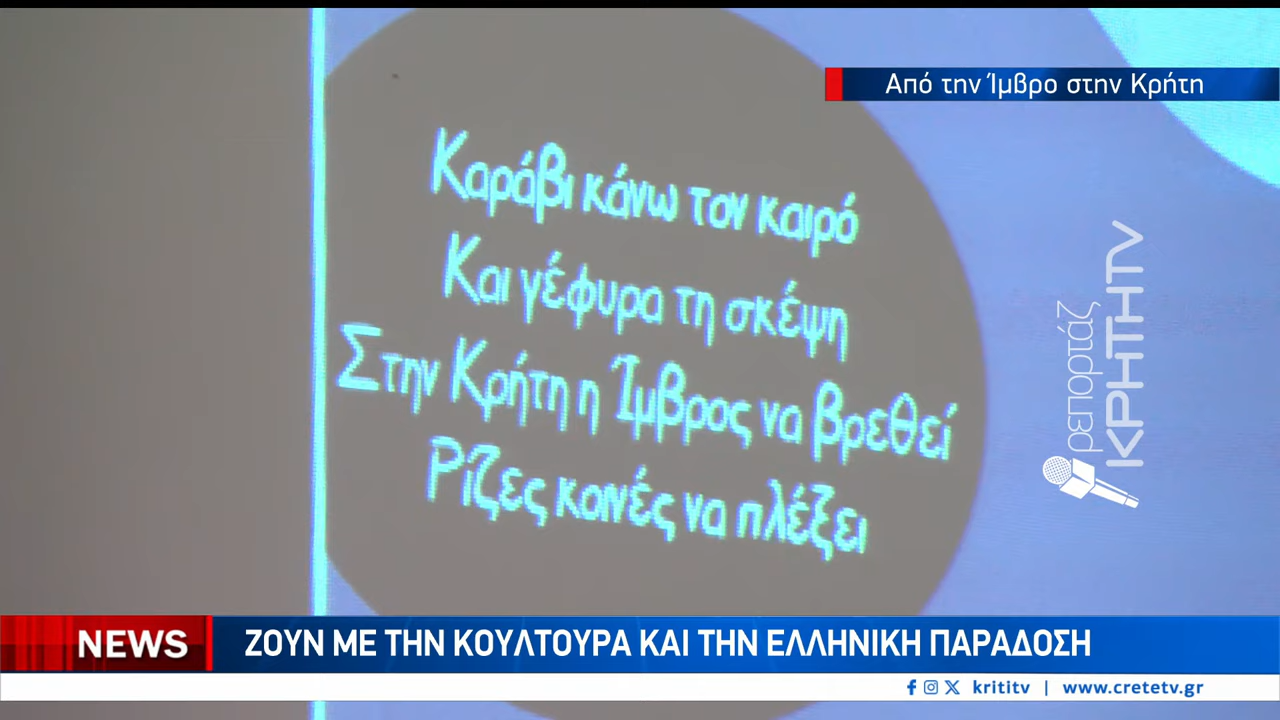 Από την Ίμβρο στην Κρήτη
Καράβι κάνω τον καιρό
Και γέφυρα τη σκέψη
Στην Κρήτη η Ίμβρος να βρεθεί
Ρίζες κοινές να πλέξει
ρεπορτάζ
ΚΡΗΤΗTV
NEWS
ΖΟΥΝ ΜΕ ΤΗΝ ΚΟΥΛΤΟΥΡΑ ΚΑΙ ΤΗΝ ΕΛΛΗΝΙΚΗ ΠΑΡΑΔΟΣΗ
krititv | www.cretetv.gr